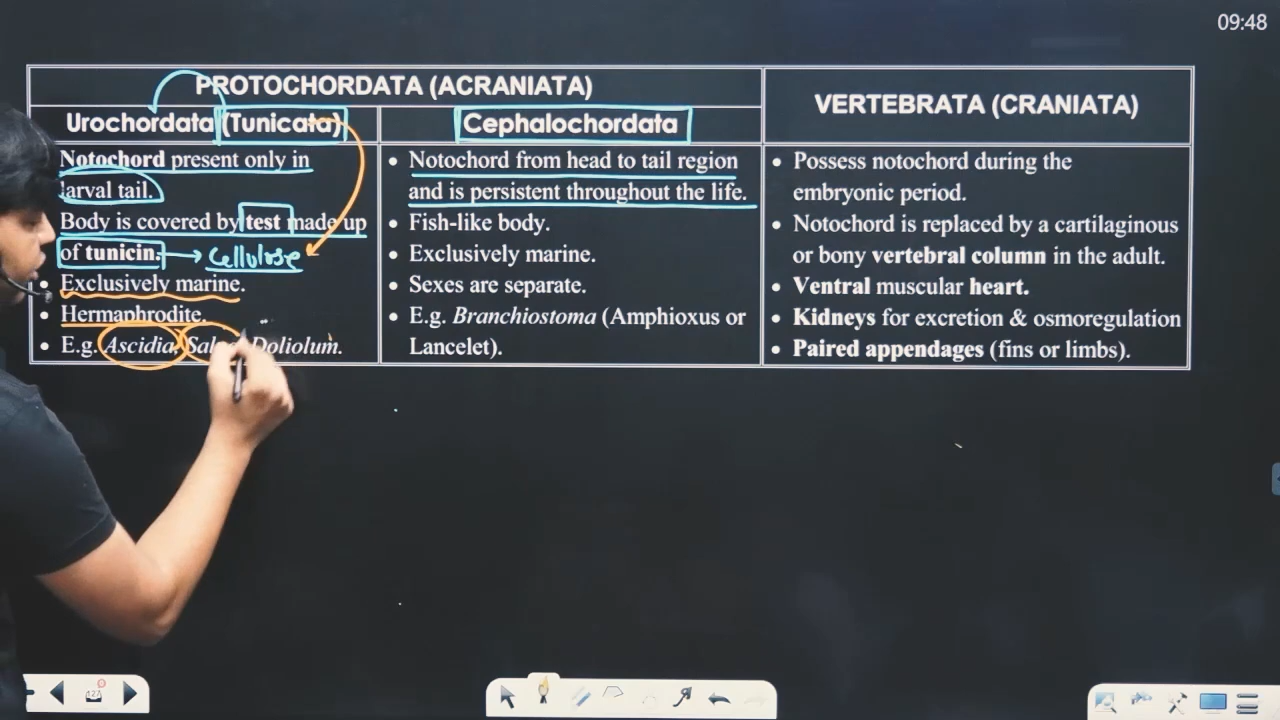 09:48
PROTOCHORDATA (ACRANIATA)
VERTEBRATA (CRANIATA)
Urochordata (Tunicata)
Cephalochordata
Notochord present only in
larval tail.
Body is covered by test made up
of tunicin. → Cellulose
• Exclusively marine.
• Hermaphrodite.
• E.g. Ascidia, Doliolum.
• Notochord from head to tail region
and is persistent throughout the life.
• Fish-like body.
• Exclusively marine.
• Sexes are separate.
• E.g. Branchiostoma (Amphioxus or
Lancelet).
• Possess notochord during the
embryonic period.
• Notochord is replaced by a cartilaginous
or bony vertebral column in the adult.
• Ventral muscular heart.
• Kidneys for excretion & osmoregulation
• Paired appendages (fins or limbs).
127